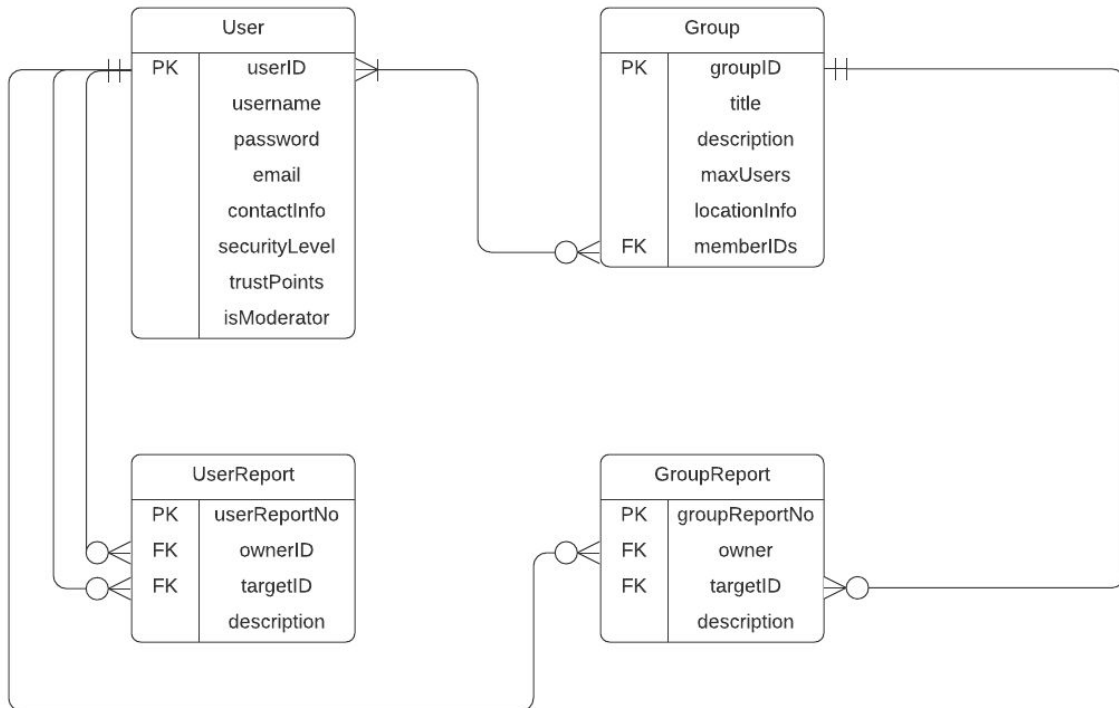 User
PK userID
username
password
email
contactInfo
securityLevel
trustPoints
isModerator
Group
PK groupID
title
description
maxUsers
locationInfo
FK memberIDs
UserReport
PK userReportNo
FK ownerID
FK targetID
description
GroupReport
PK groupReportNo
FK owner
FK targetID
description